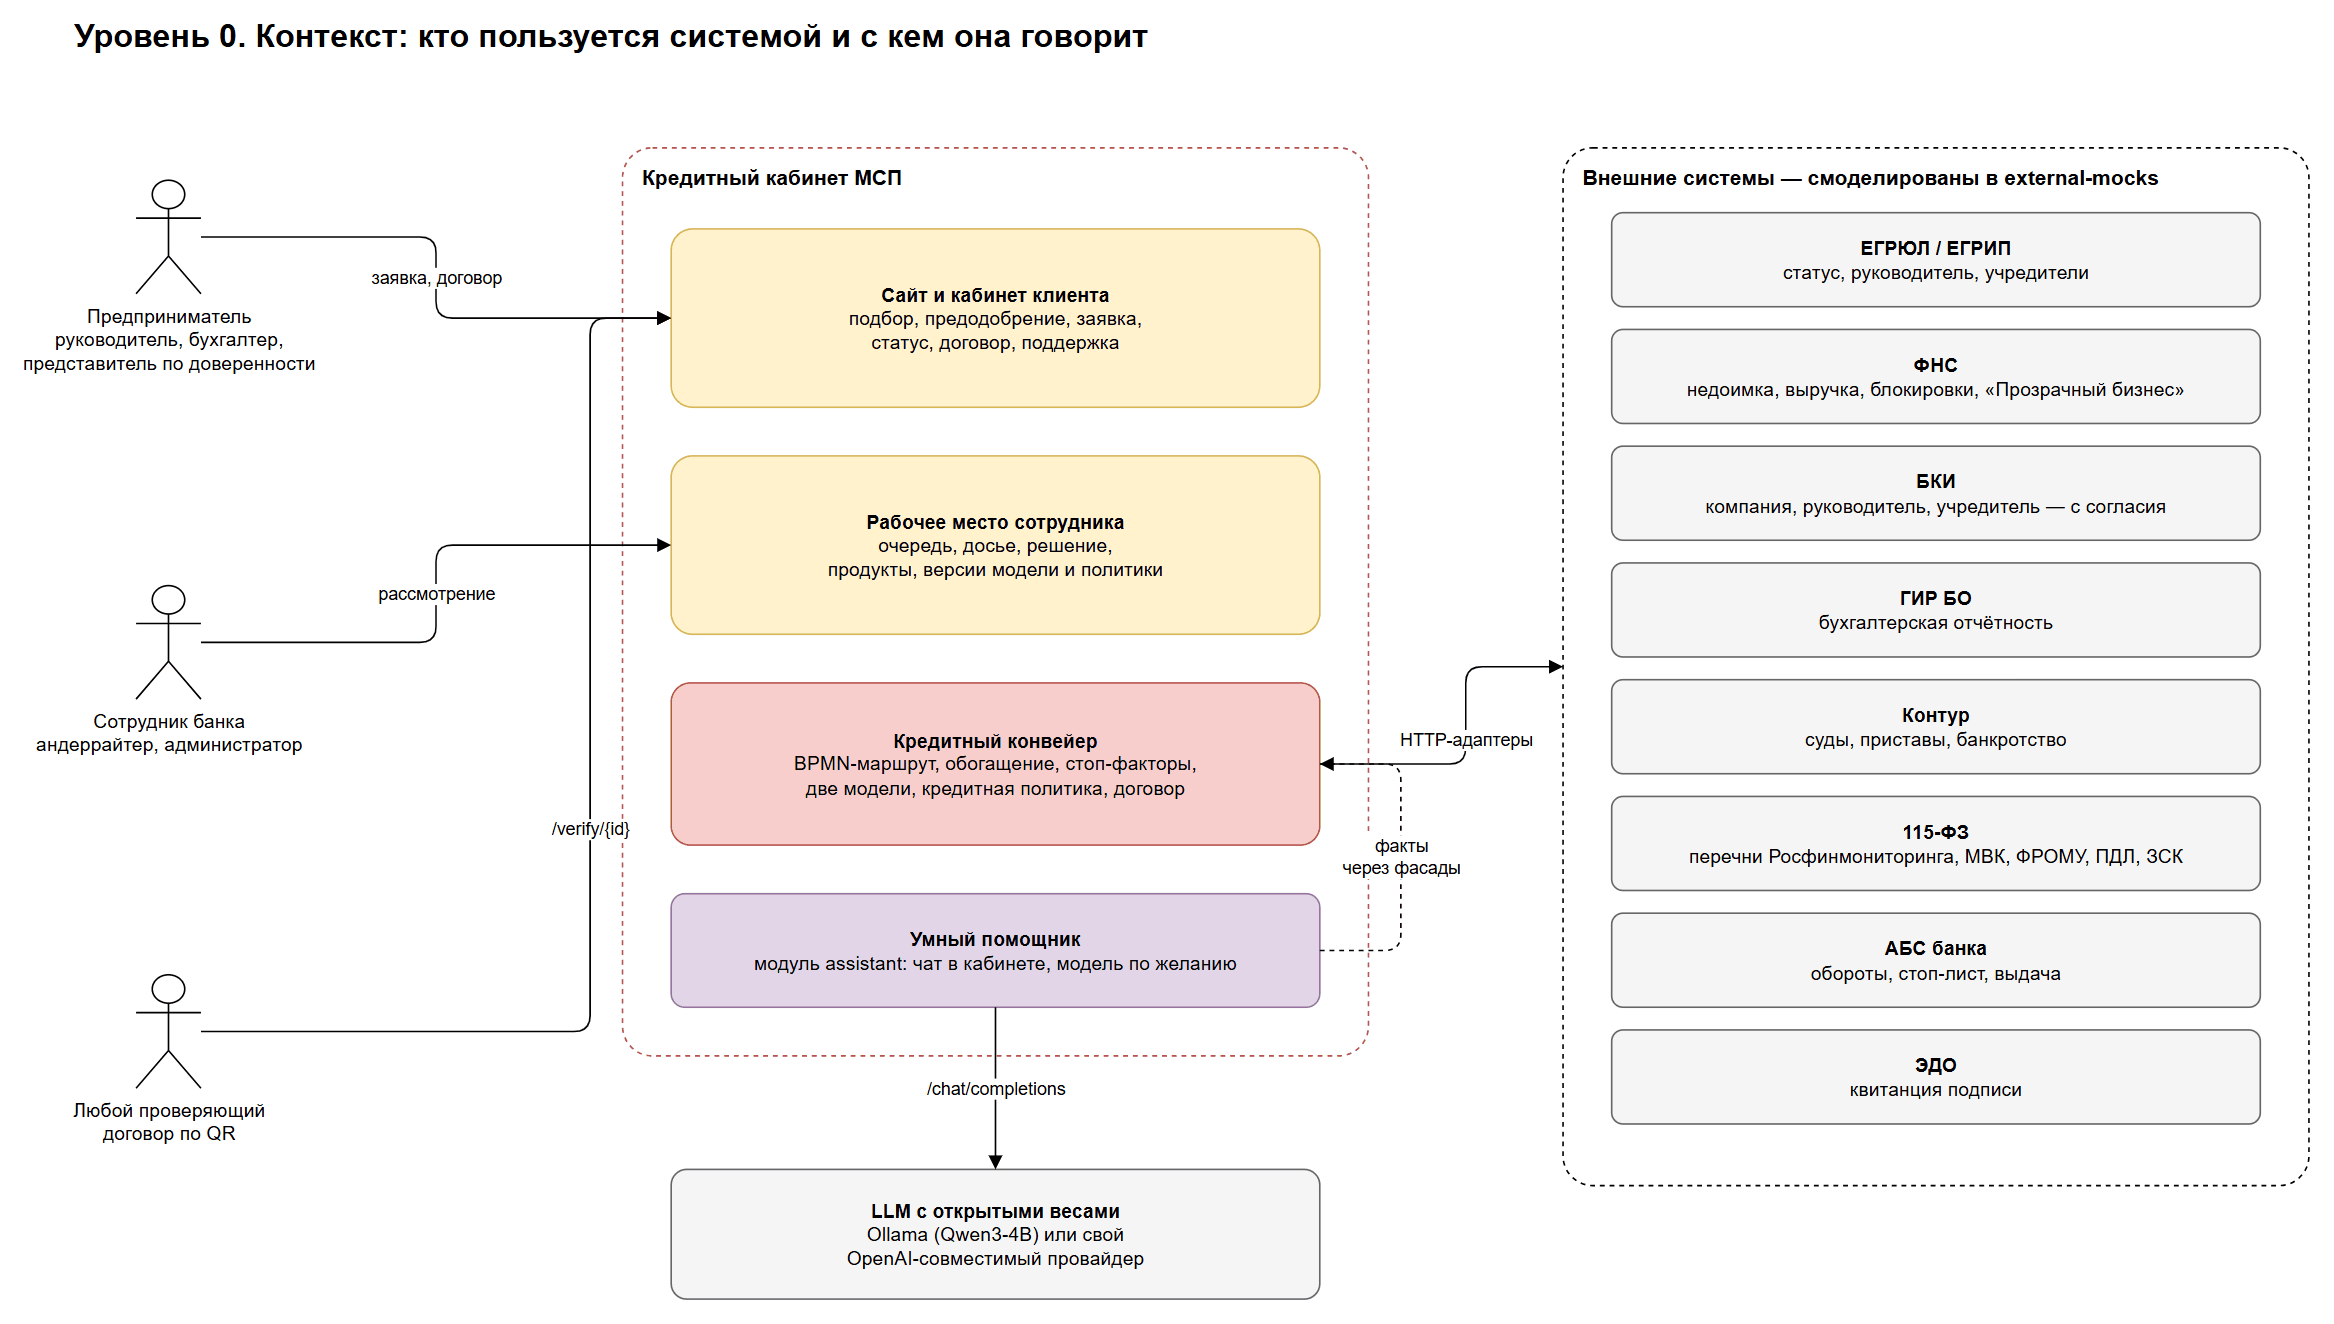 Уровень 0. Контекст: кто пользуется системой и с кем она говорит
Предприниматель
руководитель, бухгалтер,
представитель по доверенности
заявка, договор
Сотрудник банка
андеррайтер, администратор
рассмотрение
Любой проверяющий
договор по QR
/verify/{id}
Кредитный кабинет МСП
Сайт и кабинет клиента
подбор, предодобрение, заявка,
статус, договор, поддержка
Рабочее место сотрудника
очередь, досье, решение,
продукты, версии модели и политики
Кредитный конвейер
BPMN-маршрут, обогащение, стоп-факторы,
две модели, кредитная политика, договор
Умный помощник
модуль assistant: чат в кабинете, модель по желанию
/chat/completions
LLM с открытыми весами
Ollama (Qwen3-4B) или свой
OpenAI-совместимый провайдер
HTTP-адаптеры
факты
через фасады
Внешние системы — смоделированы в external-mocks
ЕГРЮЛ / ЕГРИП
статус, руководитель, учредители
ФНС
недоимка, выручка, блокировки, «Прозрачный бизнес»
БКИ
компания, руководитель, учредитель — с согласия
ГИР БО
бухгалтерская отчётность
Контур
суды, приставы, банкротство
115-ФЗ
перечни Росфинмониторинга, МВК, ФРОМУ, ПДЛ, ЗСК
АБС банка
обороты, стоп-лист, выдача
ЭДО
квитанция подписи